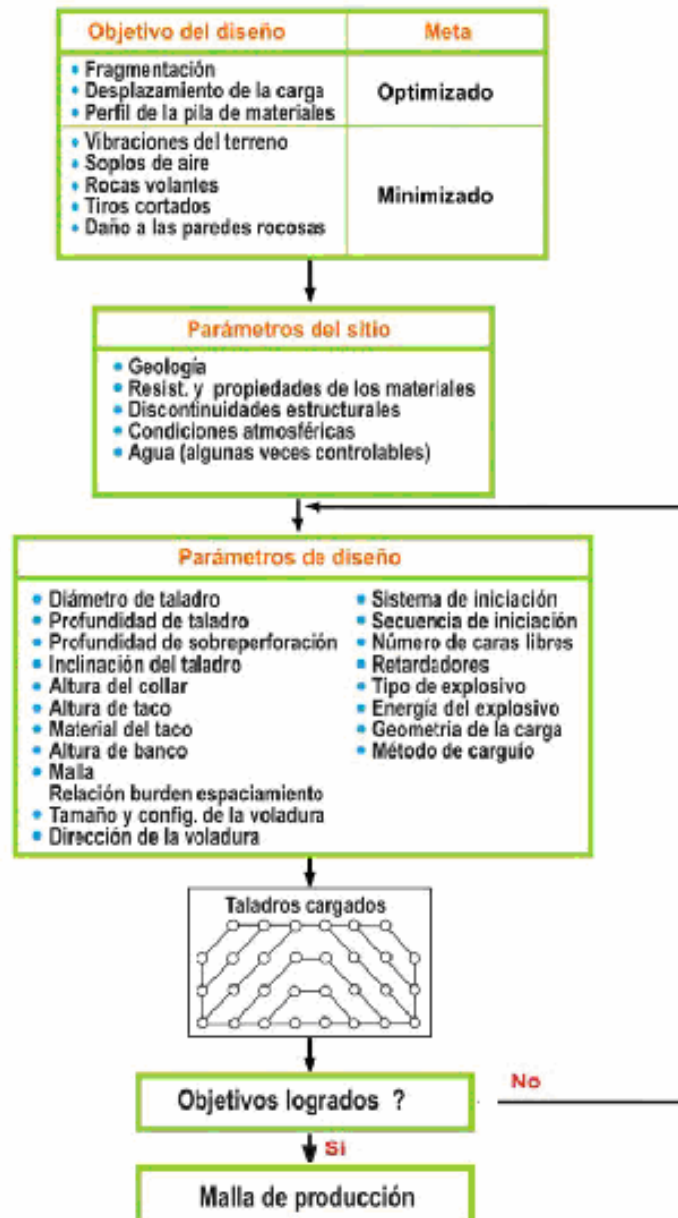 Objetivo del diseño
Meta
• Fragmentación
• Desplazamiento de la carga
• Perfil de la pila de materiales
Optimizado
• Vibraciones del terreno
• Soplos de aire
• Rocas volantes
• Tiros cortados
• Daño a las paredes rocosas
Minimizado
Parámetros del sitio
• Geología
• Resist. y propiedades de los materiales
• Discontinuidades estructurales
• Condiciones atmosféricas
• Agua (algunas veces controlables)
Parámetros de diseño
• Diámetro de taladro
• Profundidad de taladro
• Profundidad de sobreperforación
• Inclinación del taladro
• Altura del collar
• Altura de taco
• Material del taco
• Altura de banco
• Malla
Relación burden espaciamiento
• Tamaño y config. de la voladura
• Dirección de la voladura
• Sistema de iniciación
• Secuencia de iniciación
• Número de caras libres
• Retardadores
• Tipo de explosivo
• Energía del explosivo
• Geometría de la carga
• Método de carguío
Taladros cargados
Objetivos logrados ?
No
Si
Malla de producción